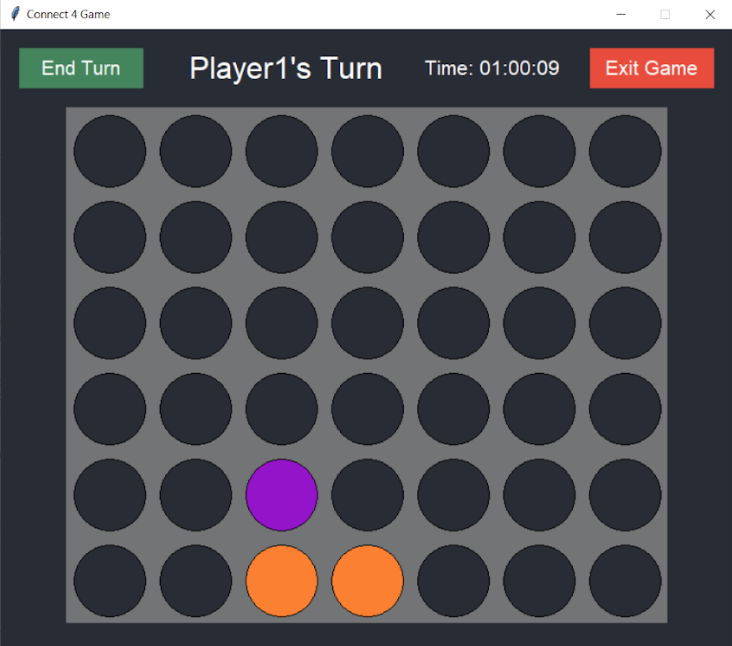 Connect 4 Game
End Turn
Player1's Turn
Time: 01:00:09
Exit Game